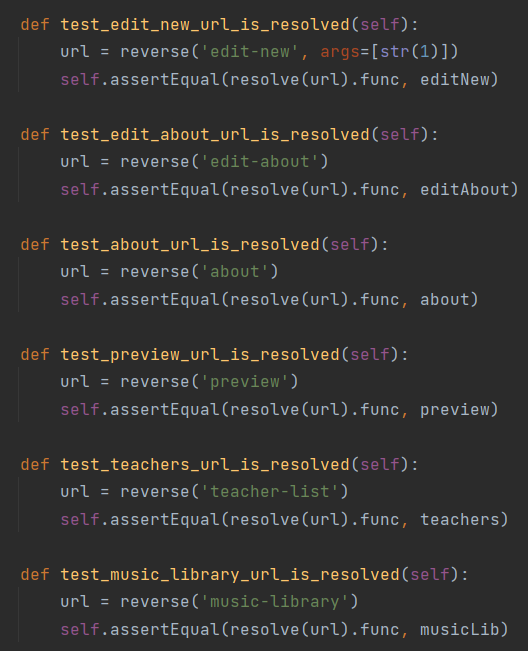 def test_edit_new_url_is_resolved(self):
url = reverse('edit-new', args=[str(1)])
self.assertEqual(resolve(url).func, editNew)
def test_edit_about_url_is_resolved(self):
url = reverse('edit-about')
self.assertEqual(resolve(url).func, editAbout)
def test_about_url_is_resolved(self):
url = reverse('about')
self.assertEqual(resolve(url).func, about)
def test_preview_url_is_resolved(self):
url = reverse('preview')
self.assertEqual(resolve(url).func, preview)
def test_teachers_url_is_resolved(self):
url = reverse('teacher-list')
self.assertEqual(resolve(url).func, teachers)
def test_music_library_url_is_resolved(self):
url = reverse('music-library')
self.assertEqual(resolve(url).func, musicLib)